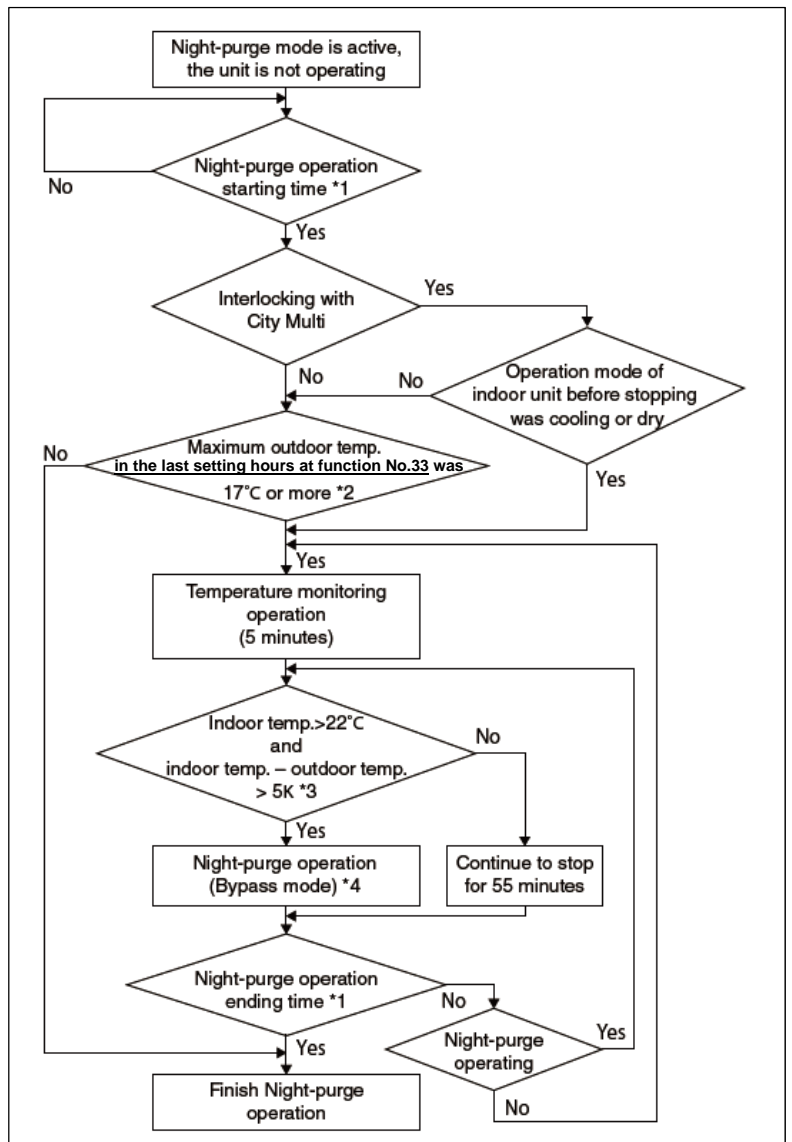 Night-purge mode is active,
the unit is not operating
Night-purge operation
starting time *1
No
Yes
Interlocking with
City Multi
Yes
No
No
Operation mode of
indoor unit before stopping
was cooling or dry
Yes
No
Maximum outdoor temp.
in the last setting hours at function No.33 was
17°C or more *2
Yes
Temperature monitoring
operation
(5 minutes)
Indoor temp.>22°C
and
indoor temp. – outdoor temp.
> 5K *3
No
Yes
Night-purge operation
(Bypass mode) *4
Continue to stop
for 55 minutes
Night-purge operation
ending time *1
No
Yes
Night-purge
operating
Yes
No
Finish Night-purge
operation